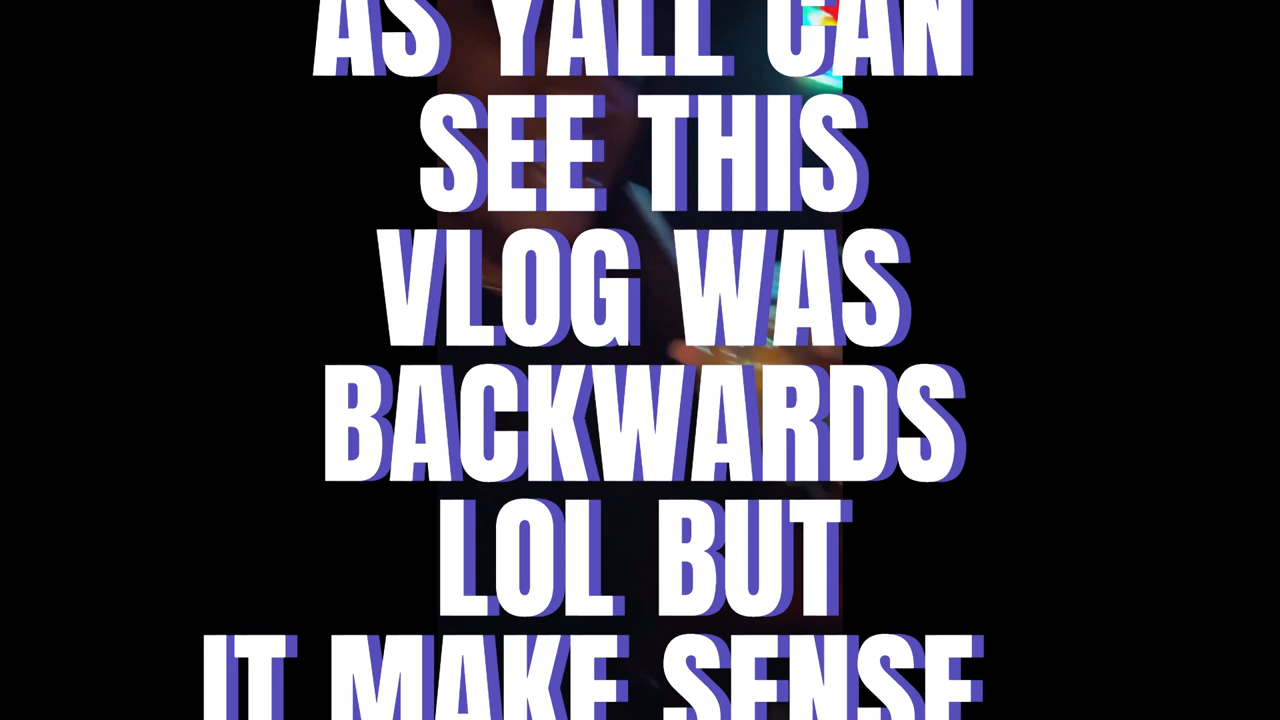 AS YALL CAN
SEE THIS
VLOG WAS
BACKWARDS
LOL BUT
IT MAKE SENSE